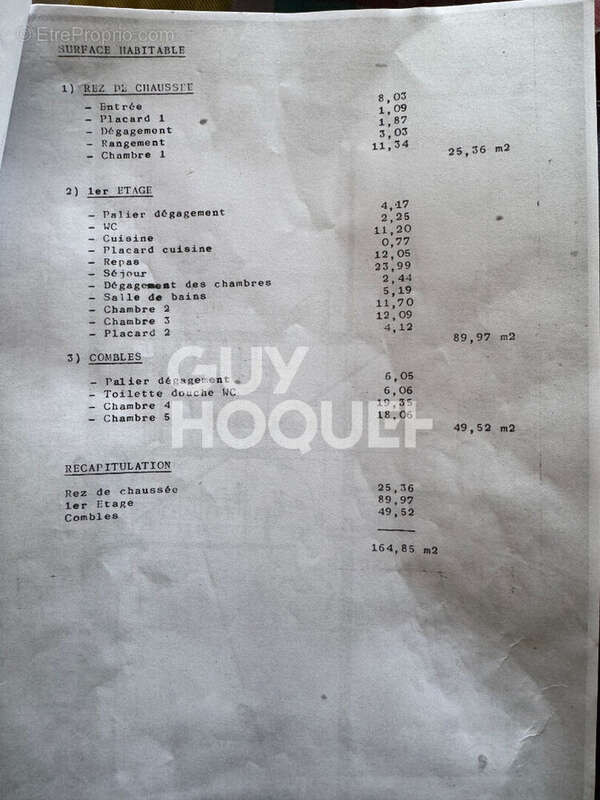 © EtreProprio.com
SURFACE HABITABLE
1) REZ DE CHAUSSEE
- Entrée 8,03
- Placard 1 1,09
- Dégagement 1,87
- Rangement 3,03
- Chambre 1 11,34 25,36 m2
2) 1er ETAGE
- Palier dégagement 4,17
- WC 2,25
- Cuisine 11,20
- Placard cuisine 0,77
- Repas 12,05
- Séjour 23,99
- Dégagement des chambres 2,44
- Salle de bains 5,19
- Chambre 2 11,70
- Chambre 3 12,09
- Placard 2 4,12 89,97 m2
3) COMBLES
- Palier dégagement 6,05
- Toilette douche WC 6,06
- Chambre 4 19,35
- Chambre 5 18,06 49,52 m2
GUY
HOQUET
RECAPITULATION
Rez de chaussée 25,36
1er Etage 89,97
Combles 49,52
164,85 m2